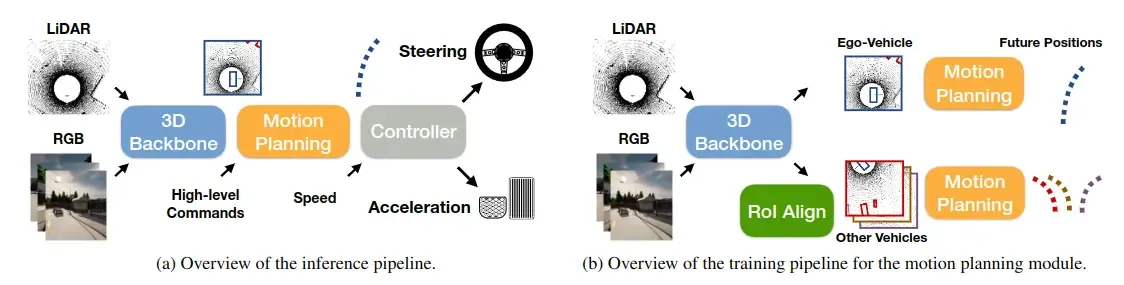 LiDAR
RGB
3D
Backbone
Motion
Planning
Controller
Steering
Acceleration
High-level
Commands
Speed
(a) Overview of the inference pipeline.
LiDAR
RGB
3D
Backbone
Ego-Vehicle
Motion
Planning
Future Positions
RoI Align
Other Vehicles
Motion
Planning
(b) Overview of the training pipeline for the motion planning module.